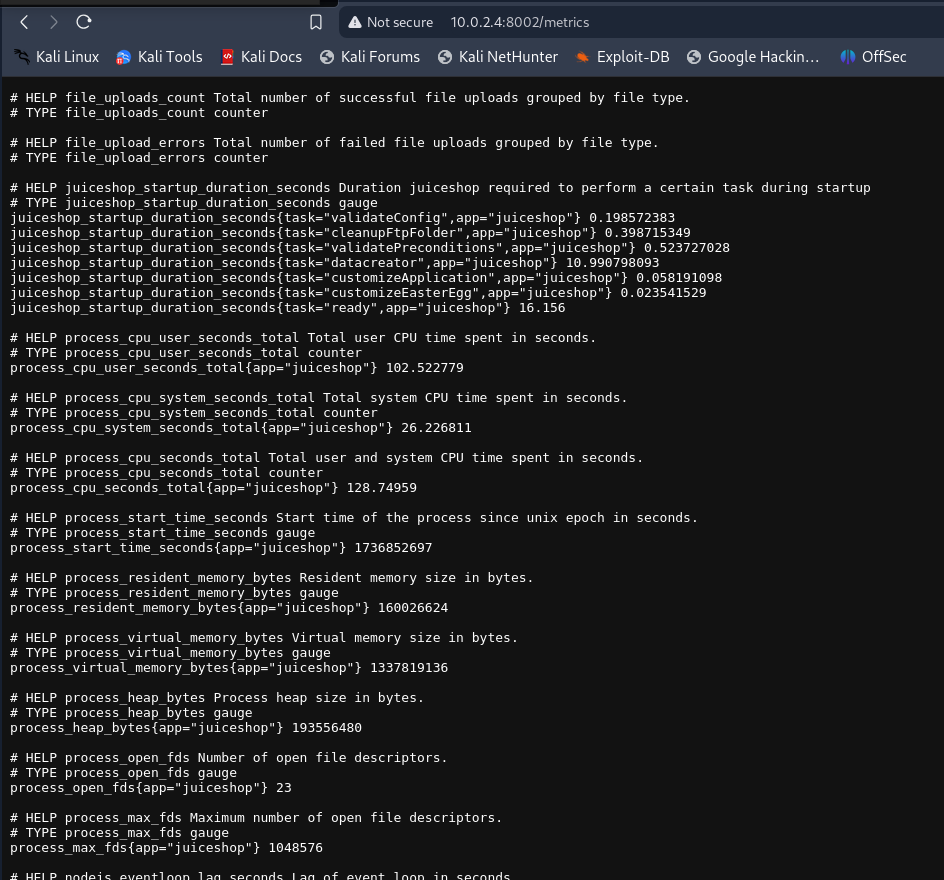 Not secure 10.0.2.4:8002/metrics
Kali Linux Kali Tools Kali Docs Kali Forums Kali NetHunter Exploit-DB Google Hackin... OffSec
# HELP file_uploads_count Total number of successful file uploads grouped by file type.
# TYPE file_uploads_count counter
# HELP file_upload_errors Total number of failed file uploads grouped by file type.
# TYPE file_upload_errors counter
# HELP juiceshop_startup_duration_seconds Duration juiceshop required to perform a certain task during startup
# TYPE juiceshop_startup_duration_seconds gauge
juiceshop_startup_duration_seconds{task="validateConfig",app="juiceshop"} 0.198572383
juiceshop_startup_duration_seconds{task="cleanupFtpFolder",app="juiceshop"} 0.398715349
juiceshop_startup_duration_seconds{task="validatePreconditions",app="juiceshop"} 0.523727028
juiceshop_startup_duration_seconds{task="datacreator",app="juiceshop"} 10.990798093
juiceshop_startup_duration_seconds{task="customizeApplication",app="juiceshop"} 0.058191098
juiceshop_startup_duration_seconds{task="customizeEasterEgg",app="juiceshop"} 0.023541529
juiceshop_startup_duration_seconds{task="ready",app="juiceshop"} 16.156
# HELP process_cpu_user_seconds_total Total user CPU time spent in seconds.
# TYPE process_cpu_user_seconds_total counter
process_cpu_user_seconds_total{app="juiceshop"} 102.522779
# HELP process_cpu_system_seconds_total Total system CPU time spent in seconds.
# TYPE process_cpu_system_seconds_total counter
process_cpu_system_seconds_total{app="juiceshop"} 26.226811
# HELP process_cpu_seconds_total Total user and system CPU time spent in seconds.
# TYPE process_cpu_seconds_total counter
process_cpu_seconds_total{app="juiceshop"} 128.74959
# HELP process_start_time_seconds Start time of the process since unix epoch in seconds.
# TYPE process_start_time_seconds gauge
process_start_time_seconds{app="juiceshop"} 1736852697
# HELP process_resident_memory_bytes Resident memory size in bytes.
# TYPE process_resident_memory_bytes gauge
process_resident_memory_bytes{app="juiceshop"} 160026624
# HELP process_virtual_memory_bytes Virtual memory size in bytes.
# TYPE process_virtual_memory_bytes gauge
process_virtual_memory_bytes{app="juiceshop"} 1337819136
# HELP process_heap_bytes Process heap size in bytes.
# TYPE process_heap_bytes gauge
process_heap_bytes{app="juiceshop"} 193556480
# HELP process_open_fds Number of open file descriptors.
# TYPE process_open_fds gauge
process_open_fds{app="juiceshop"} 23
# HELP process_max_fds Maximum number of open file descriptors.
# TYPE process_max_fds gauge
process_max_fds{app="juiceshop"} 1048576
# HELP nodejs_eventloop_lag_seconds Lag of event loop in seconds